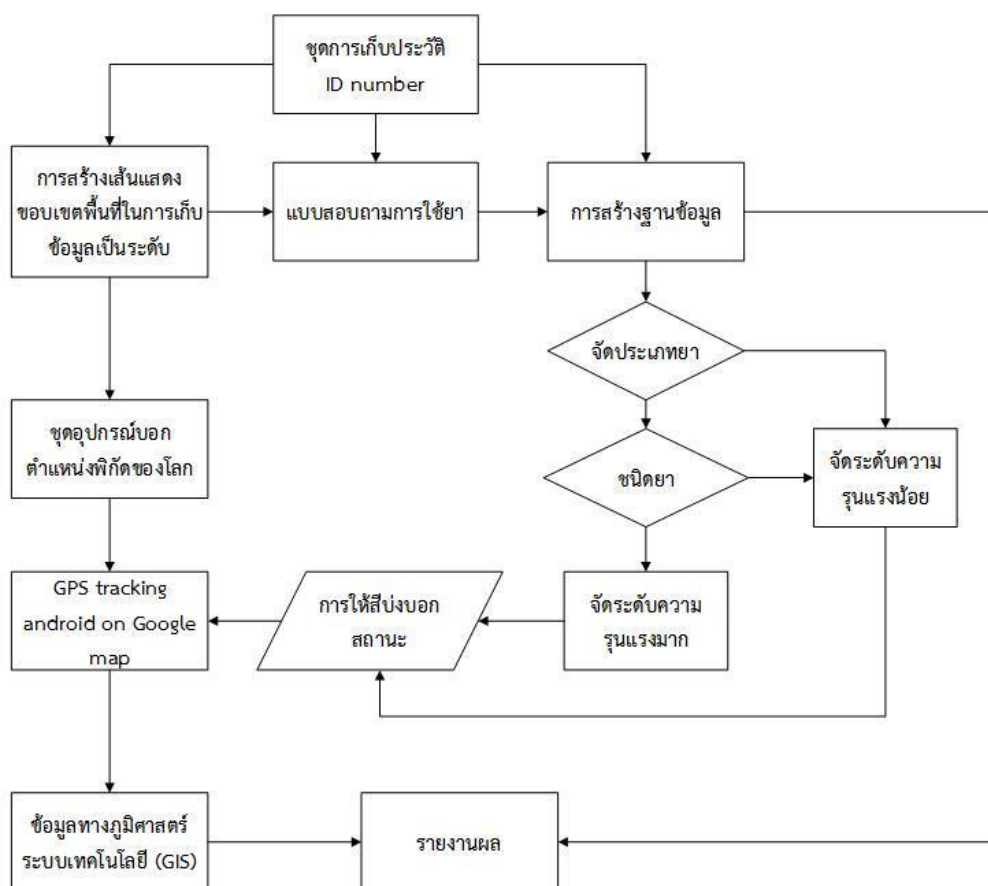 ชุดการเก็บประวัติ
ID number
การสร้างเส้นแสดง
ขอบเขตพื้นที่ในการเก็บ
ข้อมูลเป็นระดับ
แบบสอบถามการใช้ยา
การสร้างฐานข้อมูล
จัดประเภทยา
ชุดอุปกรณ์บอก
ตำแหน่งพิกัดของโลก
ชนิดยา
จัดระดับความ
รุนแรงน้อย
GPS tracking
android on Google
map
การให้สีบ่งบอก
สถานะ
จัดระดับความ
รุนแรงมาก
ข้อมูลทางภูมิศาสตร์
ระบบเทคโนโลยี (GIS)
รายงานผล